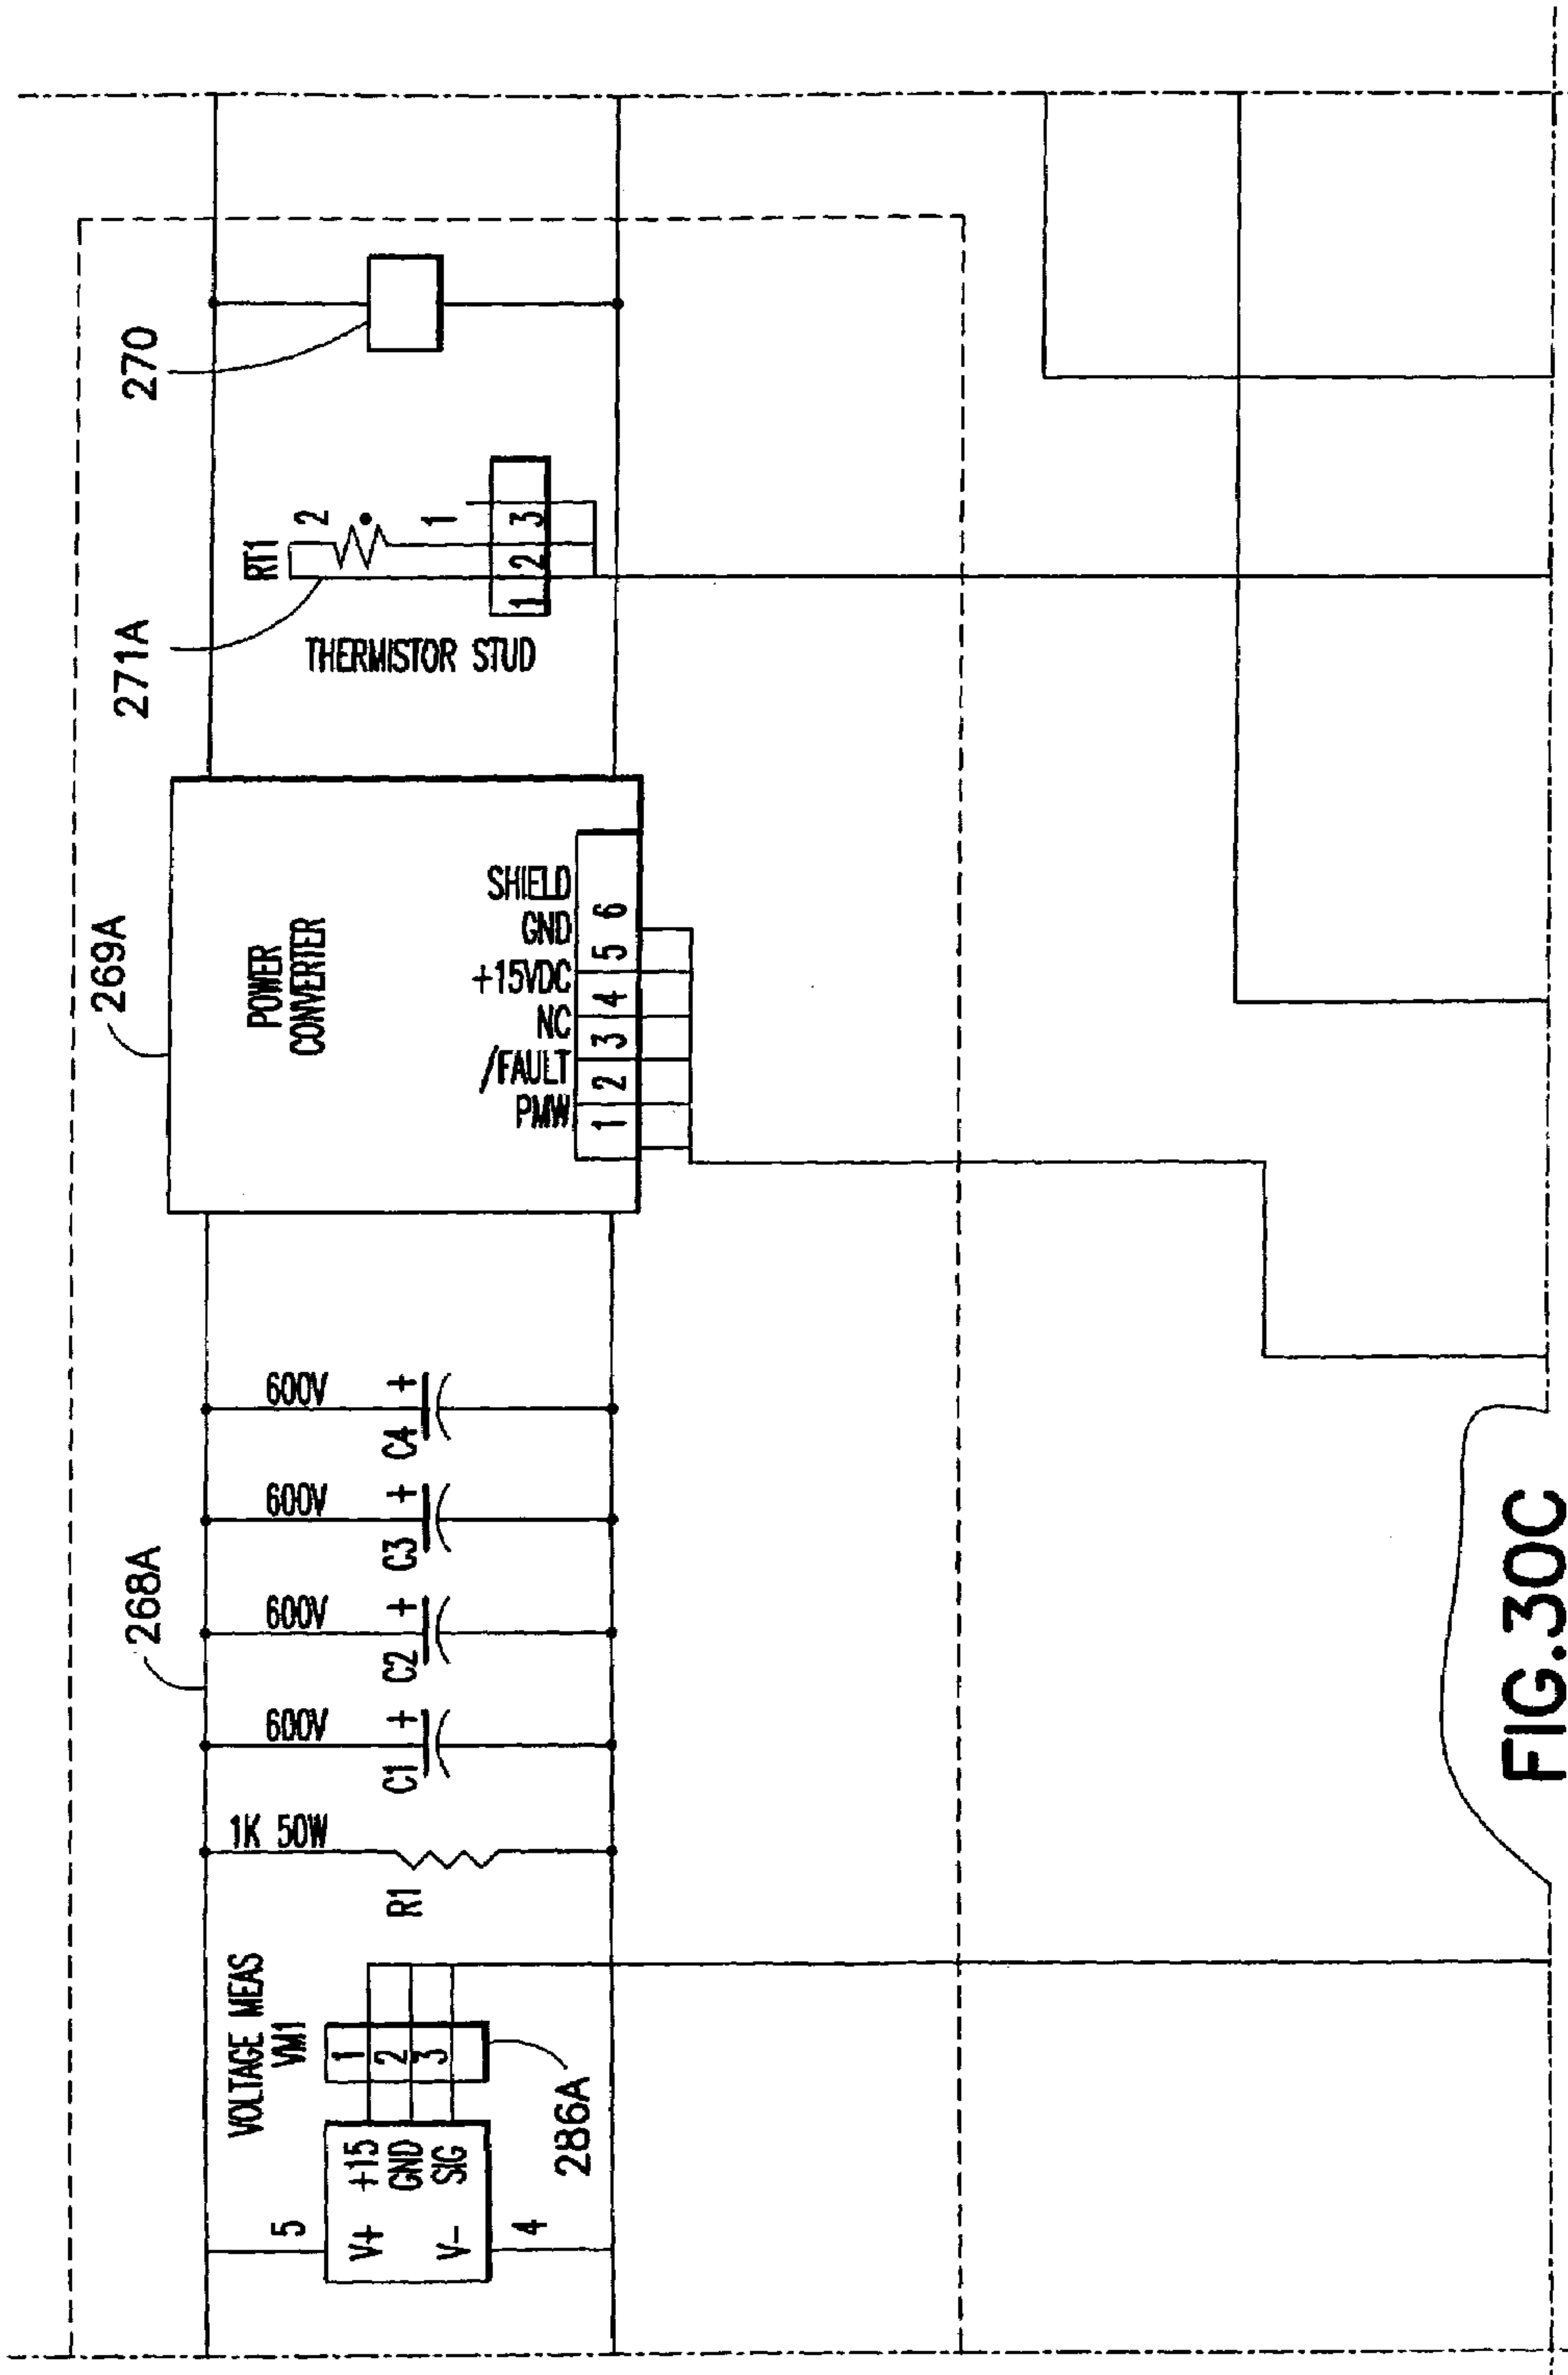 268A
269A
271A
270
VOLTAGE MEAS
VM1
5
V+
V-
4
+15
GND
SIG
1
2
3
286A
1K 50W
R1
600V
C1 +
600V
C2 +
600V
C3 +
600V
C4 +
POWER
CONVERTER
PMW
/FAULT
NC
+15VDC
GND
SHIELD
1 2 3 4 5 6
THERMISTOR STUD
RT1
2
1
1 2 3
FIG.30C